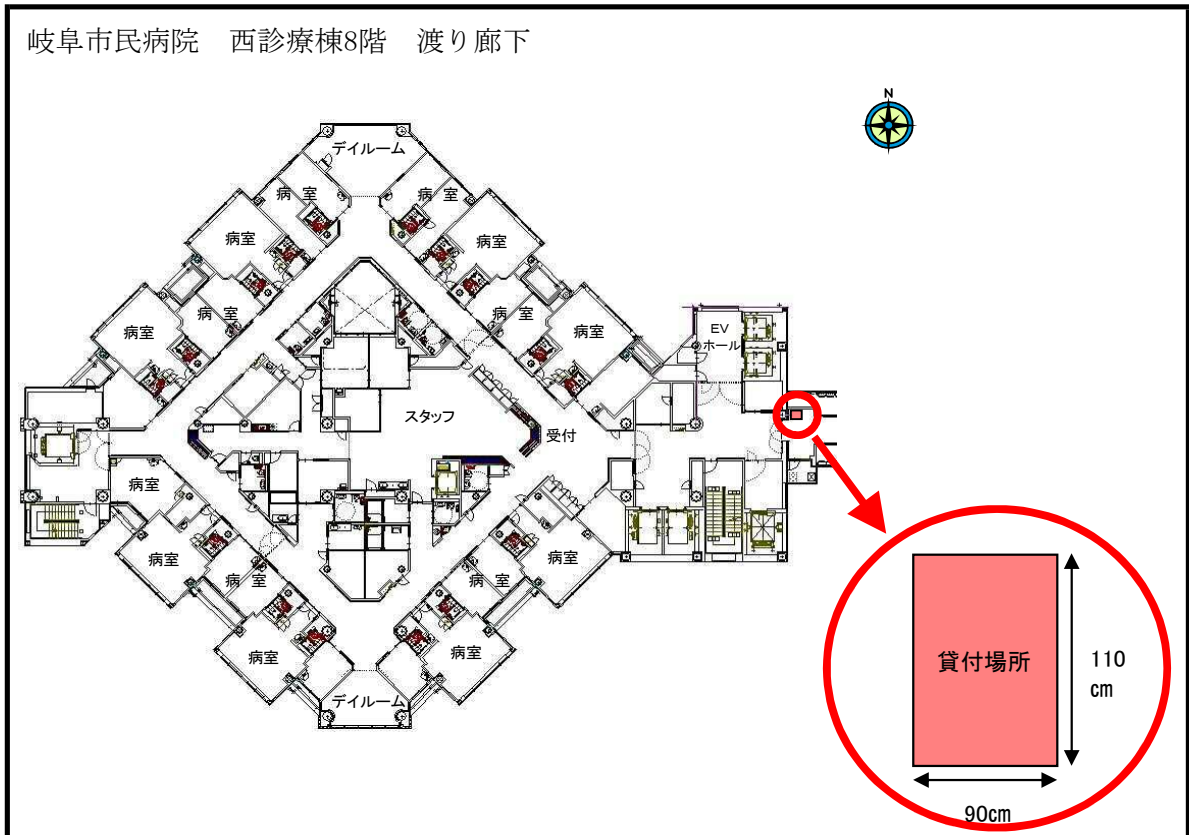 岐阜市民病院　西診療棟8階　渡り廊下
N
デイルーム
病　室
病　室
病室
病室
病　室
病　室
病室
病室
EV
ホール
スタッフ
受付
病室
病室
病室
病　室
病　室
病室
病室
デイルーム
貸付場所
110
cm
90cm